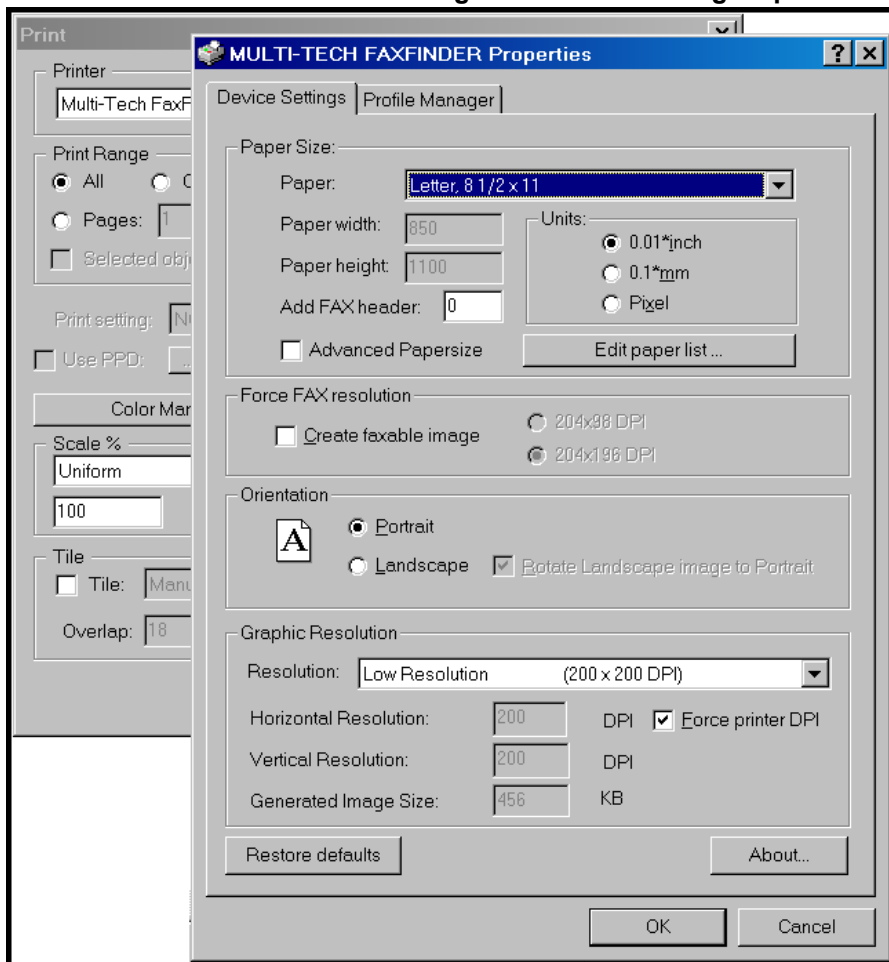 Print
Printer
Multi-Tech FaxF
Print Range
All
Pages: 1
Selected obj
Print setting:
Use PPD: ...
Color Mar
Scale %
Uniform
100
Tile
Tile: Manu
Overlap: 18
MULTI-TECH FAXFINDER Properties
Device Settings Profile Manager
Paper Size:
Paper: Letter, 8 1/2 x 11
Paper width: 850
Paper height: 1100
Add FAX header: 0
Units:
0.01*inch
0.1*mm
Pixel
Advanced Papersize
Edit paper list ...
Force FAX resolution
Create faxable image
204x98 DPI
204x196 DPI
Orientation
A
Portrait
Landscape
Rotate Landscape image to Portrait
Graphic Resolution
Resolution: Low Resolution (200 x 200 DPI)
Horizontal Resolution: 200 DPI
Force printer DPI
Vertical Resolution: 200 DPI
Generated Image Size: 456 KB
Restore defaults
About...
OK
Cancel